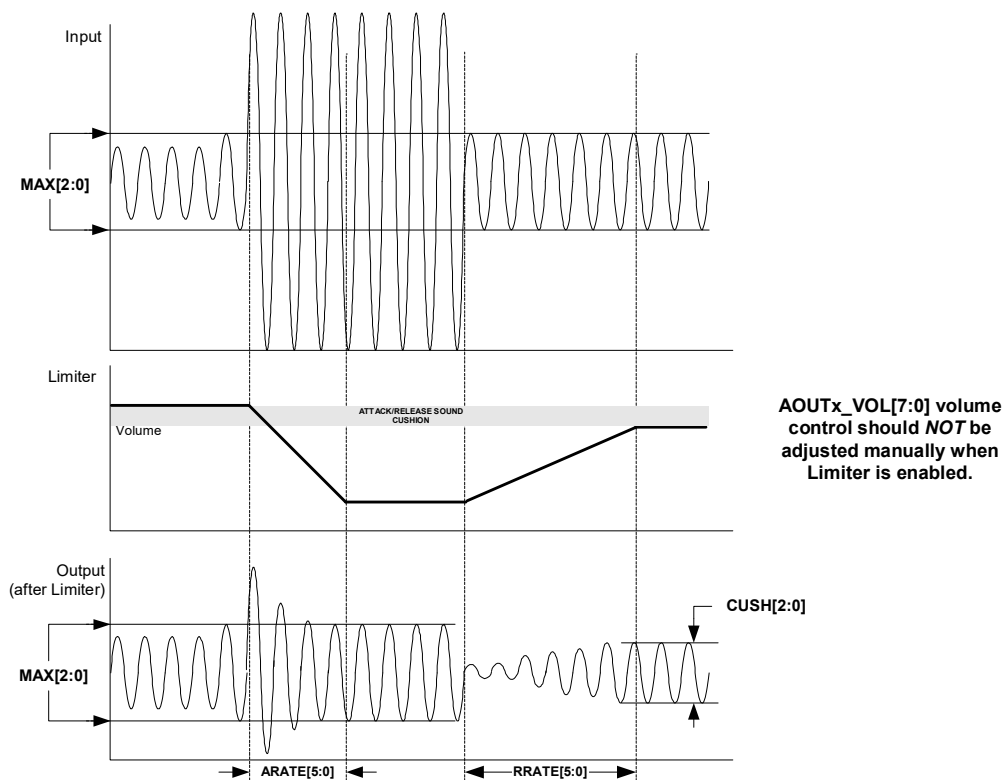 Input
MAX[2:0]
Limiter
ATTACK/RELEASE SOUND
CUSHION
Volume
AOUTx_VOL[7:0] volume
control should NOT be
adjusted manually when
Limiter is enabled.
Output
(after Limiter)
CUSH[2:0]
MAX[2:0]
ARATE[5:0]
RRATE[5:0]